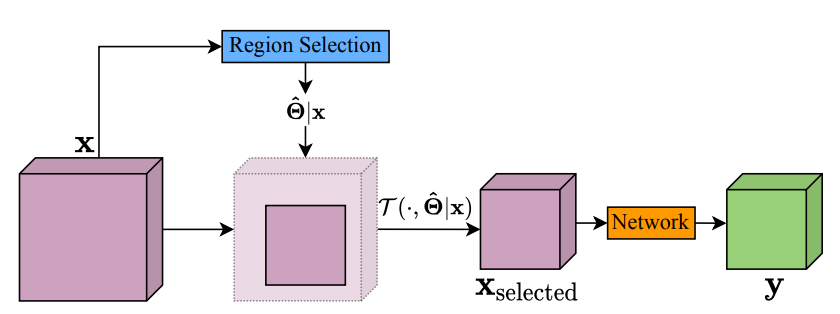 Region Selection
Θ̂|x
x
𝒯(·, Θ̂|x)
Network
x_selected
y